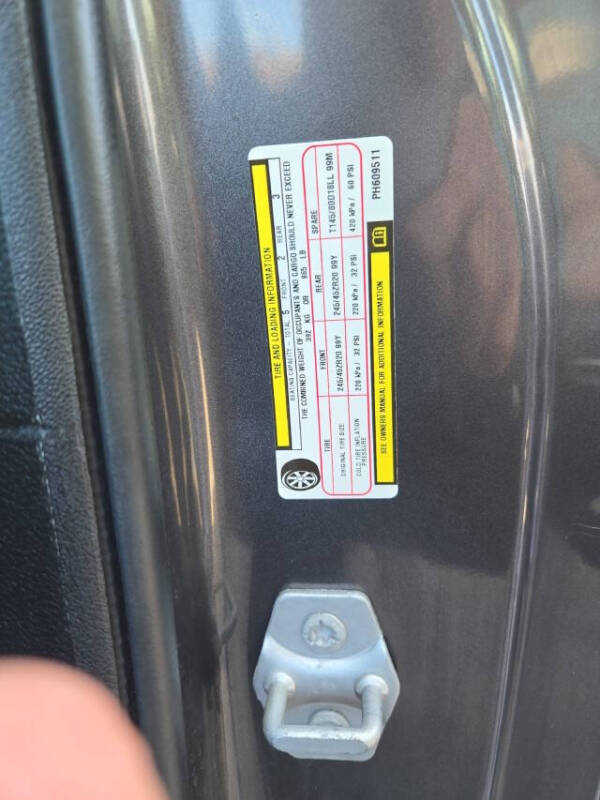 TIRE AND LOADING INFORMATION
SEATING CAPACITY - TOTAL 5 FRONT 2 REAR 3
THE COMBINED WEIGHT OF OCCUPANTS AND CARGO SHOULD NEVER EXCEED
392 KG OR 865 LB
TIRE FRONT REAR SPARE
ORIGINAL TIRE SIZE 245/45ZR20 99Y 245/45ZR20 99Y T145/80D18LL 99M
COLD TIRE INFLATION PRESSURE 220 kPa / 32 PSI 220 kPa / 32 PSI 420 kPa / 60 PSI
SEE OWNERS MANUAL FOR ADDITIONAL INFORMATION
PH609511